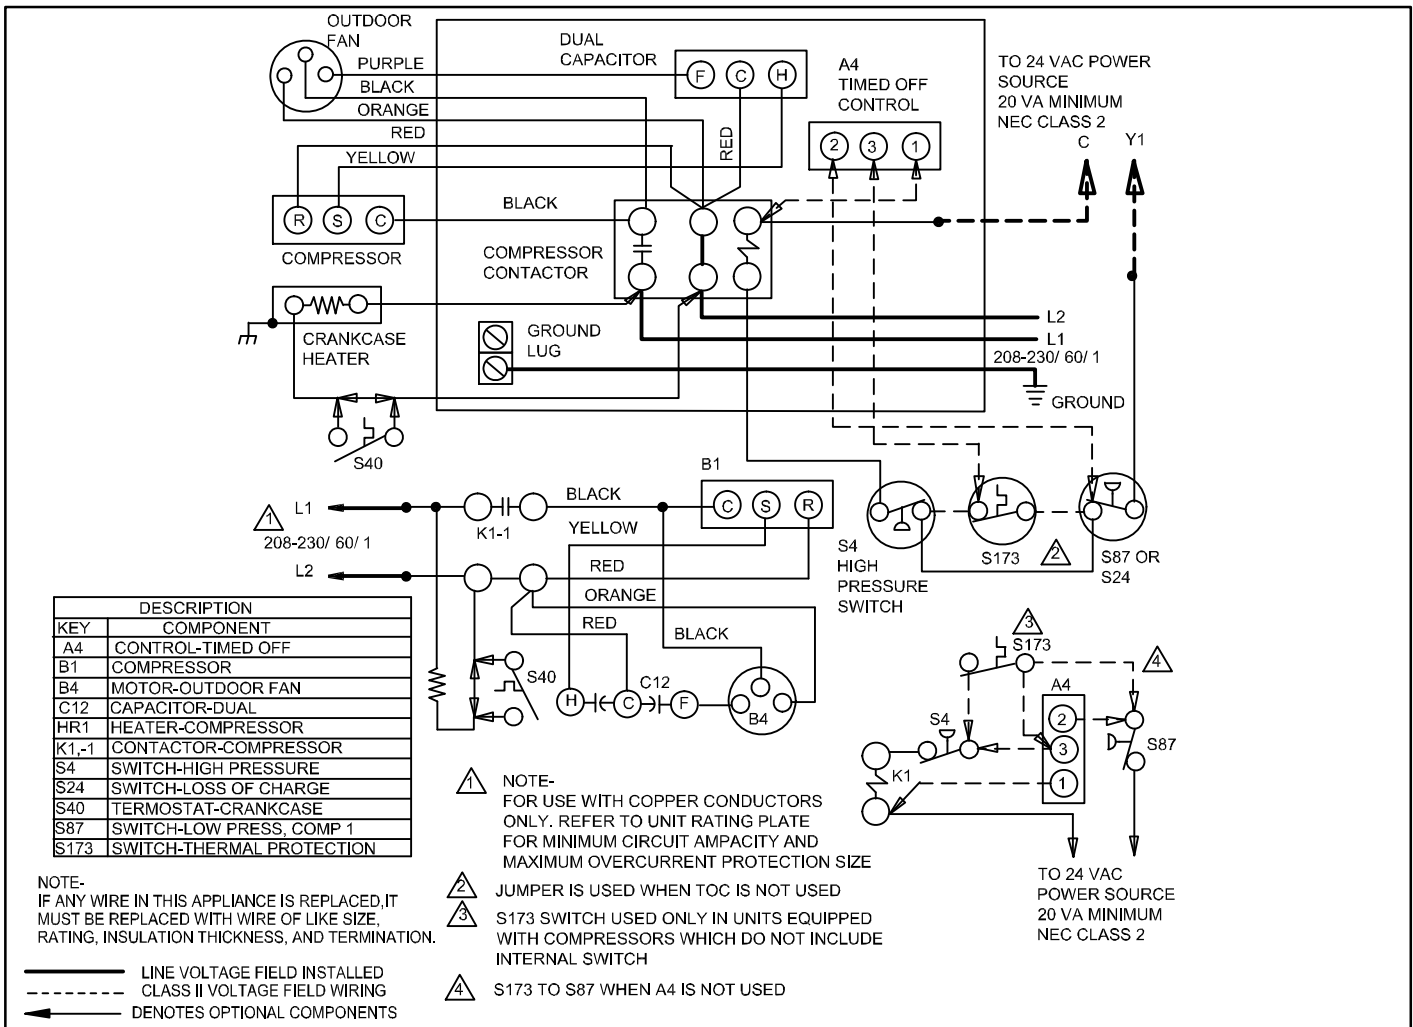 OUTDOOR
FAN
PURPLE
BLACK
ORANGE
RED
YELLOW
DUAL
CAPACITOR
F C H
RED
A4
TIMED OFF
CONTROL
2 3 1
TO 24 VAC POWER
SOURCE
20 VA MINIMUM
NEC CLASS 2
C Y1
R S C
COMPRESSOR
BLACK
COMPRESSOR
CONTACTOR
CRANKCASE
HEATER
GROUND
LUG
L2
L1
208-230/ 60/ 1
GROUND
S40
1
L1
208-230/ 60/ 1
L2
K1-1
BLACK
YELLOW
RED
ORANGE
RED
BLACK
B1
C S R
S40
H C C12 F
B4
S4
HIGH
PRESSURE
SWITCH
S173
2
S87 OR
S24
3
S173
4
A4
2
3
1
S4
K1
S87
TO 24 VAC
POWER SOURCE
20 VA MINIMUM
NEC CLASS 2
DESCRIPTION
KEY COMPONENT
A4 CONTROL-TIMED OFF
B1 COMPRESSOR
B4 MOTOR-OUTDOOR FAN
C12 CAPACITOR-DUAL
HR1 HEATER-COMPRESSOR
K1,-1 CONTACTOR-COMPRESSOR
S4 SWITCH-HIGH PRESSURE
S24 SWITCH-LOSS OF CHARGE
S40 TERMOSTAT-CRANKCASE
S87 SWITCH-LOW PRESS, COMP 1
S173 SWITCH-THERMAL PROTECTION
NOTE-
IF ANY WIRE IN THIS APPLIANCE IS REPLACED,IT
MUST BE REPLACED WITH WIRE OF LIKE SIZE,
RATING, INSULATION THICKNESS, AND TERMINATION.
LINE VOLTAGE FIELD INSTALLED
CLASS II VOLTAGE FIELD WIRING
DENOTES OPTIONAL COMPONENTS
1 NOTE-
FOR USE WITH COPPER CONDUCTORS
ONLY. REFER TO UNIT RATING PLATE
FOR MINIMUM CIRCUIT AMPACITY AND
MAXIMUM OVERCURRENT PROTECTION SIZE
2 JUMPER IS USED WHEN TOC IS NOT USED
3 S173 SWITCH USED ONLY IN UNITS EQUIPPED
WITH COMPRESSORS WHICH DO NOT INCLUDE
INTERNAL SWITCH
4 S173 TO S87 WHEN A4 IS NOT USED